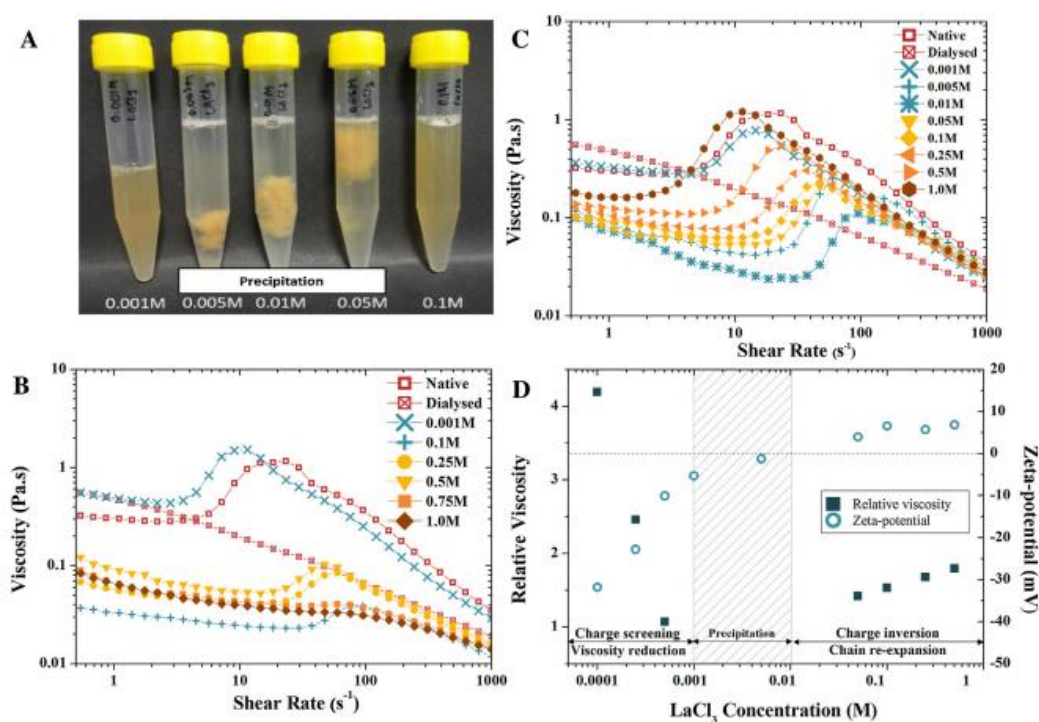 A
Precipitation
0.001M 0.005M 0.01M 0.05M 0.1M
B
10
1
0.1
0.01
Viscosity (Pa.s)
1 10 100 1000
Shear Rate (s⁻¹)
Native
Dialysed
0.001M
0.1M
0.25M
0.5M
0.75M
1.0M
C
10
1
0.1
0.01
Viscosity (Pa.s)
1 10 100 1000
Shear Rate (s⁻¹)
Native
Dialysed
0.001M
0.005M
0.01M
0.05M
0.1M
0.25M
0.5M
1.0M
D
4
3
2
1
Relative Viscosity
20
10
0
-10
-20
-30
-40
-50
Zeta-potential (mV)
Relative viscosity
Zeta-potential
Charge screening
Viscosity reduction
Precipitation
Charge inversion
Chain re-expansion
0.0001 0.001 0.01 0.1 1
LaCl₃ Concentration (M)